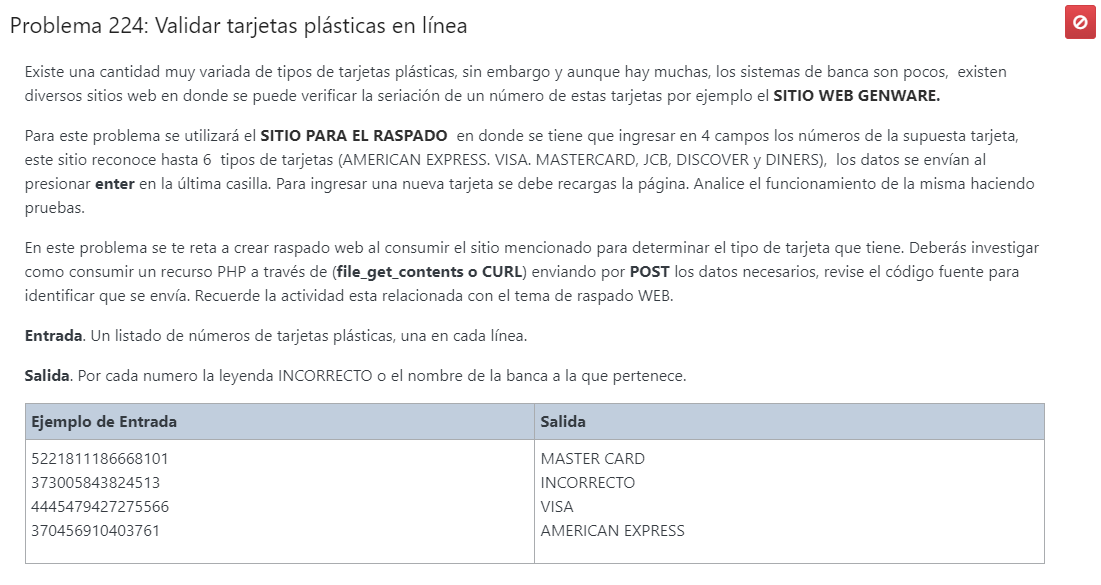 Problema 224: Validar tarjetas plásticas en línea
Existe una cantidad muy variada de tipos de tarjetas plásticas, sin embargo y aunque hay muchas, los sistemas de banca son pocos, existen
diversos sitios web en donde se puede verificar la seriación de un número de estas tarjetas por ejemplo el SITIO WEB GENWARE.
Para este problema se utilizará el SITIO PARA EL RASPADO en donde se tiene que ingresar en 4 campos los números de la supuesta tarjeta,
este sitio reconoce hasta 6 tipos de tarjetas (AMERICAN EXPRESS. VISA. MASTERCARD, JCB, DISCOVER y DINERS), los datos se envían al
presionar enter en la última casilla. Para ingresar una nueva tarjeta se debe recargas la página. Analice el funcionamiento de la misma haciendo
pruebas.
En este problema se te reta a crear raspado web al consumir el sitio mencionado para determinar el tipo de tarjeta que tiene. Deberás investigar
como consumir un recurso PHP a través de (file_get_contents o CURL) enviando por POST los datos necesarios, revise el código fuente para
identificar que se envía. Recuerde la actividad esta relacionada con el tema de raspado WEB.
Entrada. Un listado de números de tarjetas plásticas, una en cada línea.
Salida. Por cada numero la leyenda INCORRECTO o el nombre de la banca a la que pertenece.
Ejemplo de Entrada Salida
5221811186668101 MASTER CARD
373005843824513 INCORRECTO
4445479427275566 VISA
370456910403761 AMERICAN EXPRESS